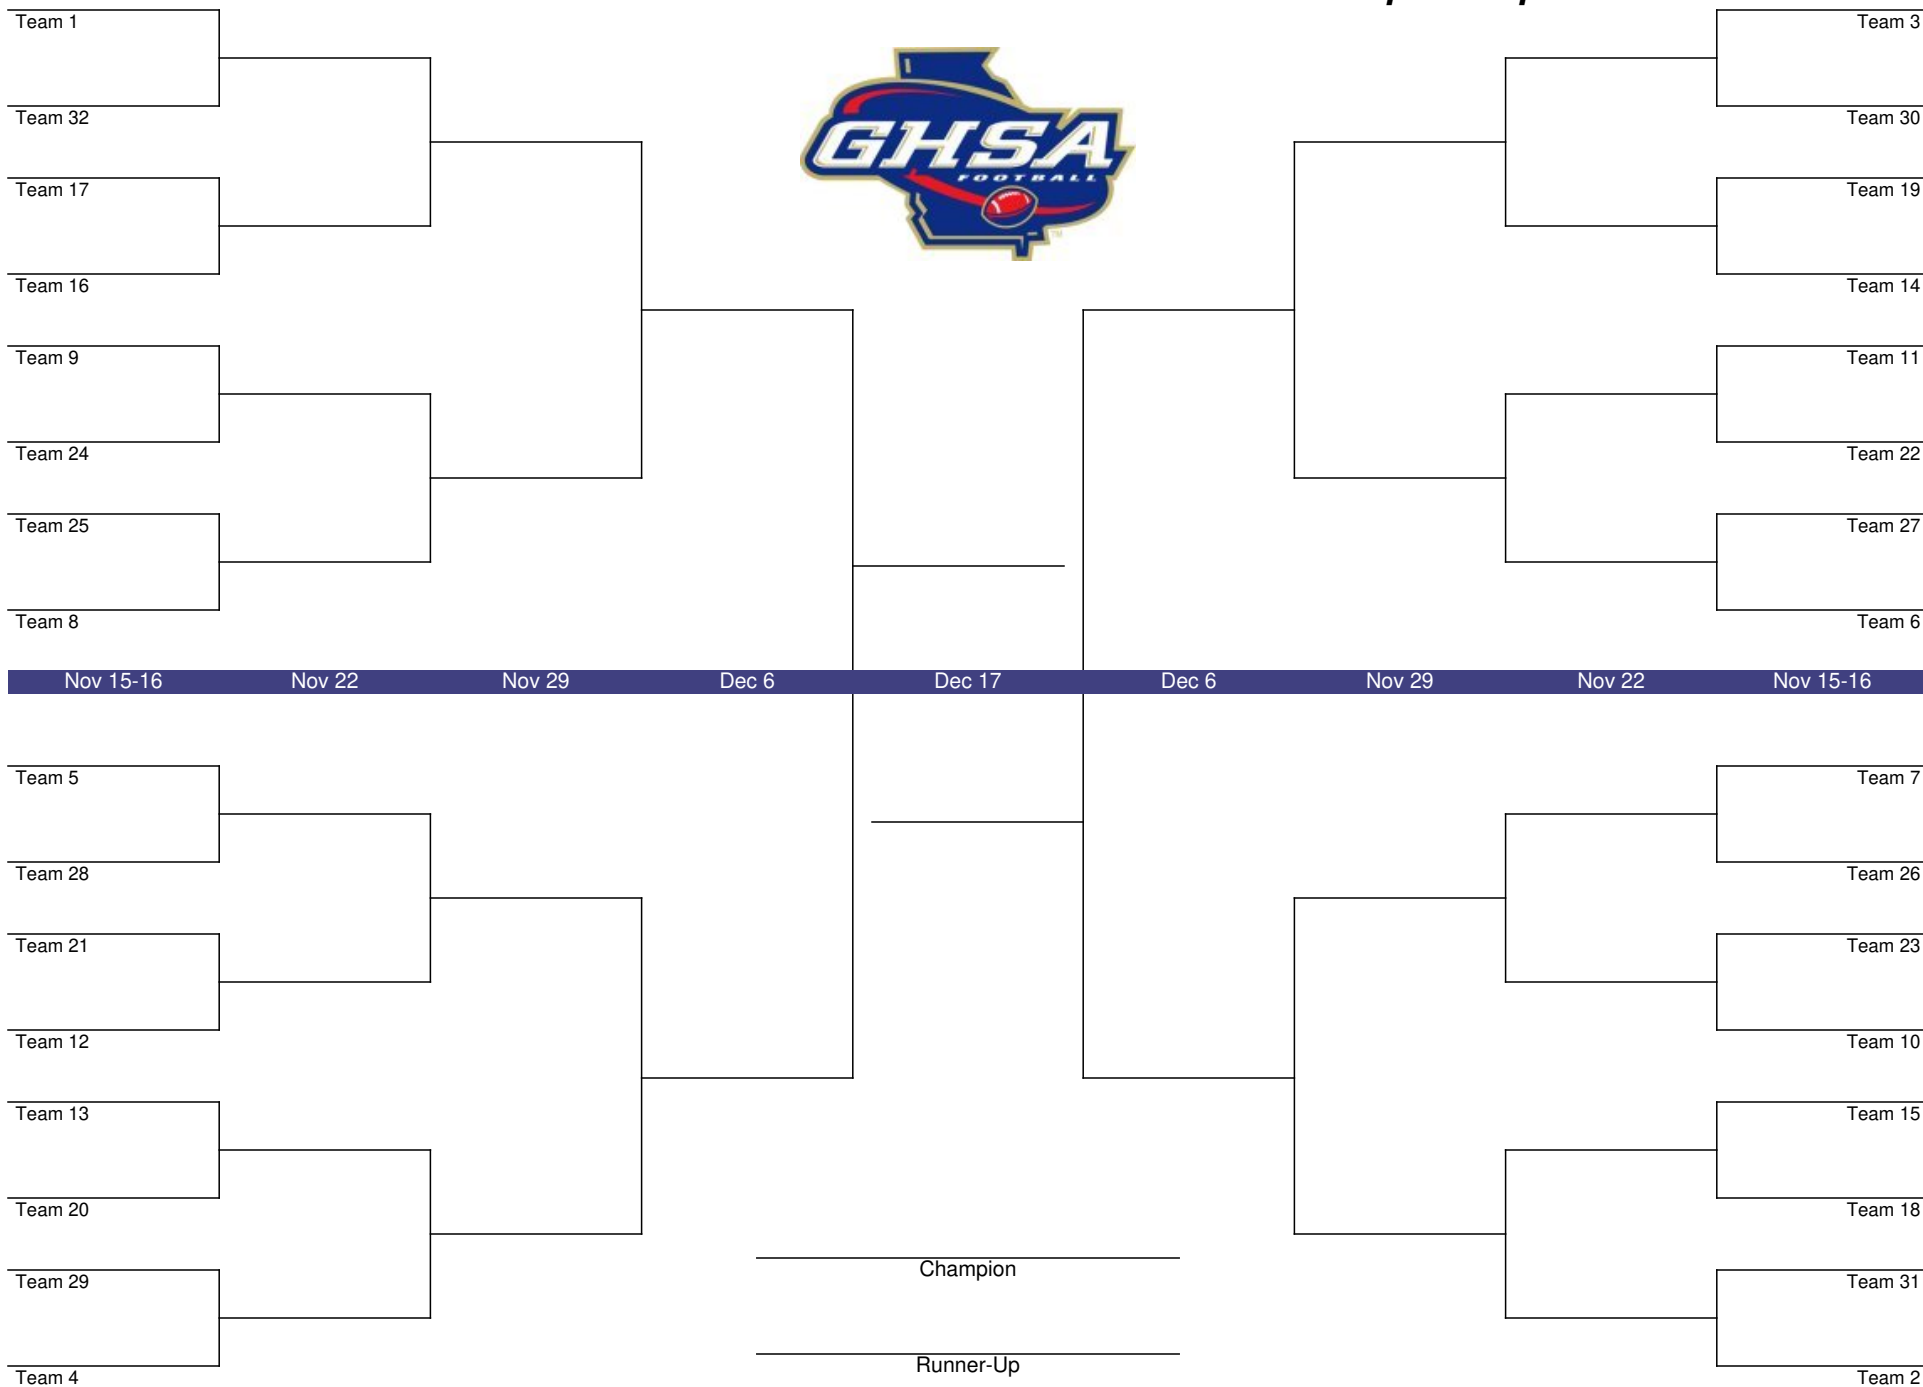 Team 1
Team 32
Team 17
Team 16
Team 9
Team 24
Team 25
Team 8
GHSA
FOOTBALL
TM
Team 3
Team 30
Team 19
Team 14
Team 11
Team 22
Team 27
Team 6
Nov 15-16 Nov 22 Nov 29 Dec 6 Dec 17 Dec 6 Nov 29 Nov 22 Nov 15-16
Team 5
Team 28
Team 21
Team 12
Team 13
Team 20
Team 29
Team 4
Champion
Runner-Up
Team 7
Team 26
Team 23
Team 10
Team 15
Team 18
Team 31
Team 2